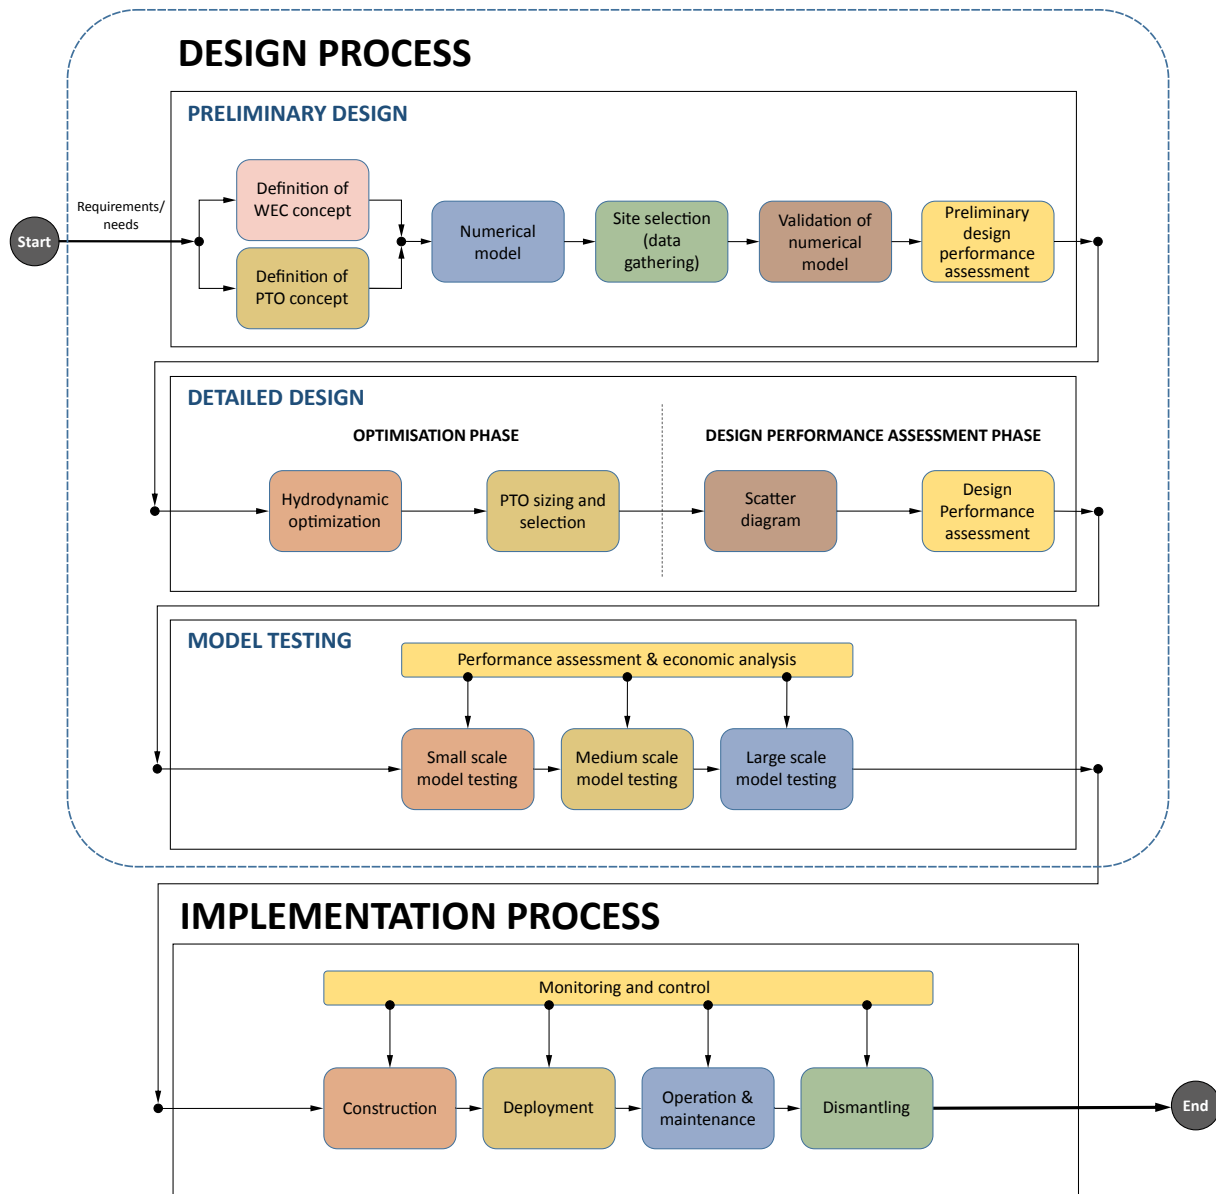 DESIGN PROCESS
PRELIMINARY DESIGN
Start
Requirements/
needs
Definition of
WEC concept
Definition of
PTO concept
Numerical
model
Site selection
(data
gathering)
Validation of
numerical
model
Preliminary
design
performance
assessment
DETAILED DESIGN
OPTIMISATION PHASE
DESIGN PERFORMANCE ASSESSMENT PHASE
Hydrodynamic
optimization
PTO sizing and
selection
Scatter
diagram
Design
Performance
assessment
MODEL TESTING
Performance assessment & economic analysis
Small scale
model testing
Medium scale
model testing
Large scale
model testing
IMPLEMENTATION PROCESS
Monitoring and control
Construction
Deployment
Operation &
maintenance
Dismantling
End